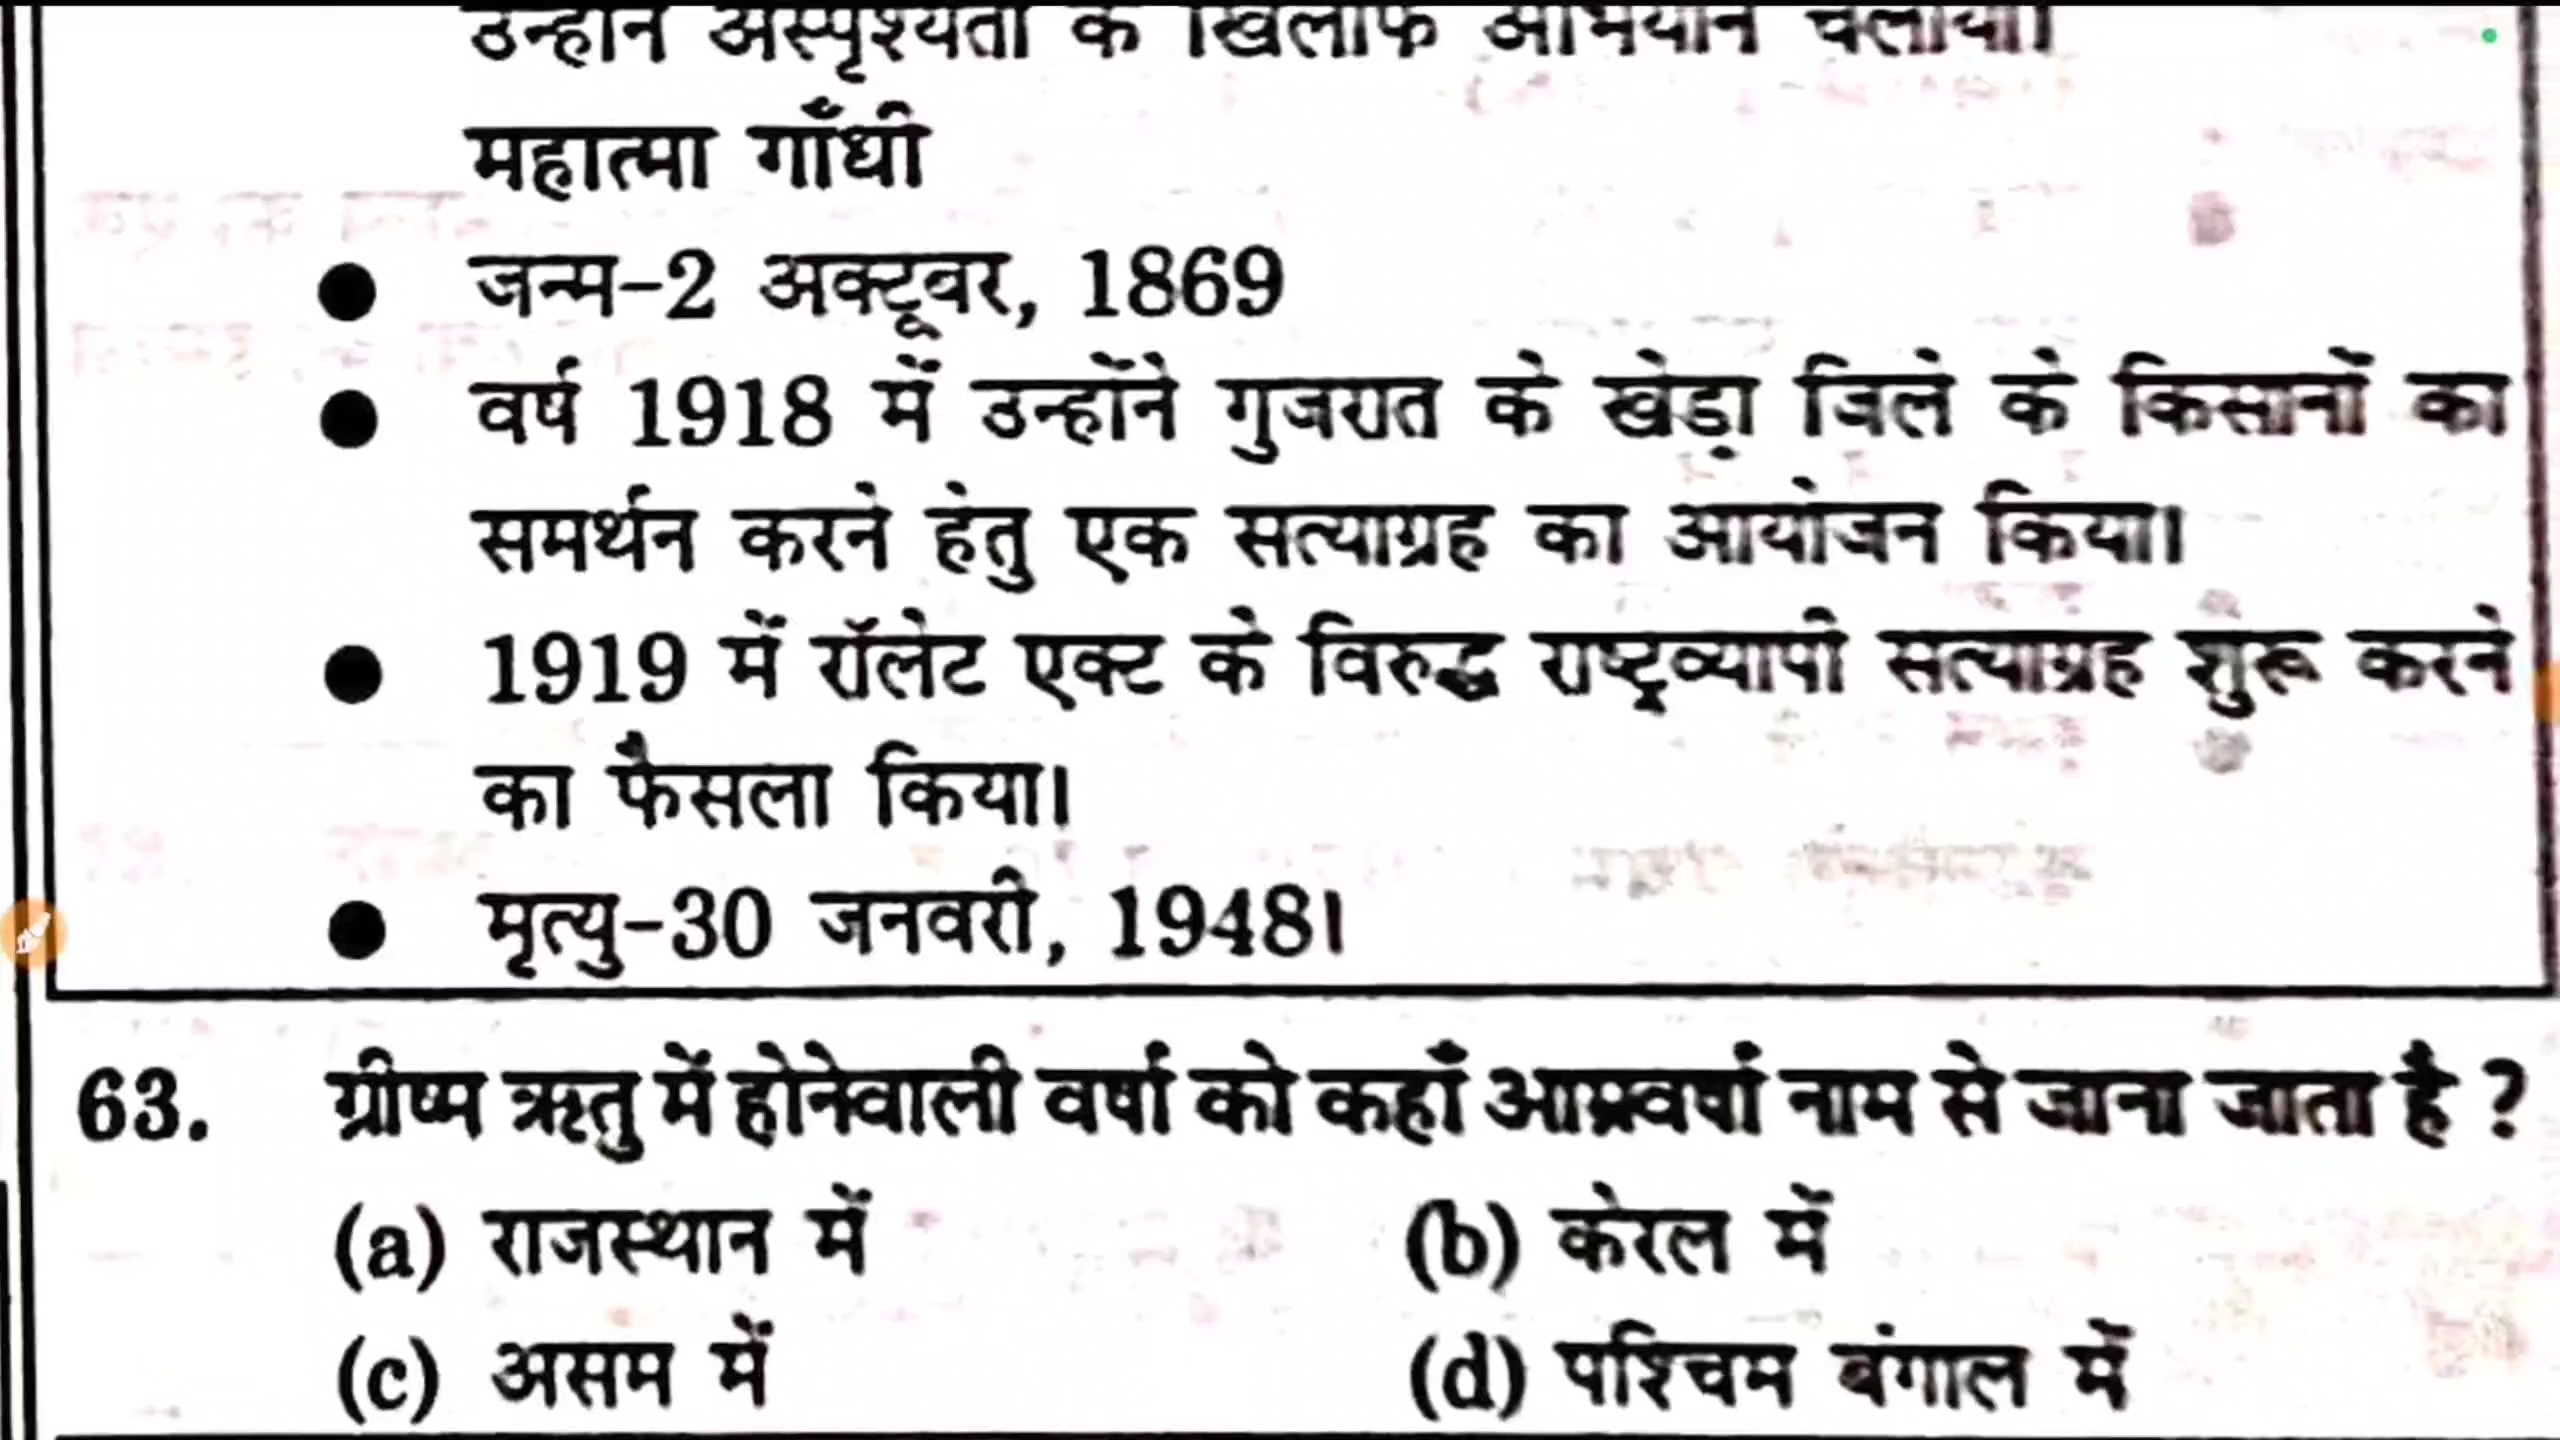 उन्होंने अस्पृश्यता के खिलाफ अभियान चलाया।
महात्मा गाँधी
● जन्म-2 अक्टूवर, 1869
● वर्ष 1918 में उन्होंने गुजरात के खेड़ा जिले के किसानों का
समर्थन करने हेतु एक सत्याग्रह का आयोजन किया।
● 1919 में रॉलेट एक्ट के विरुद्ध राष्ट्रव्यापी सत्याग्रह शुरू करने
का फैसला किया।
● मृत्यु-30 जनवरी, 1948।
63. ग्रीष्म ऋतु में होनेवाली वर्षा को कहाँ आम्रवर्षा नाम से जाना जाता है ?
(a) राजस्थान में (b) केरल में
(c) असम में (d) पश्चिम बंगाल में